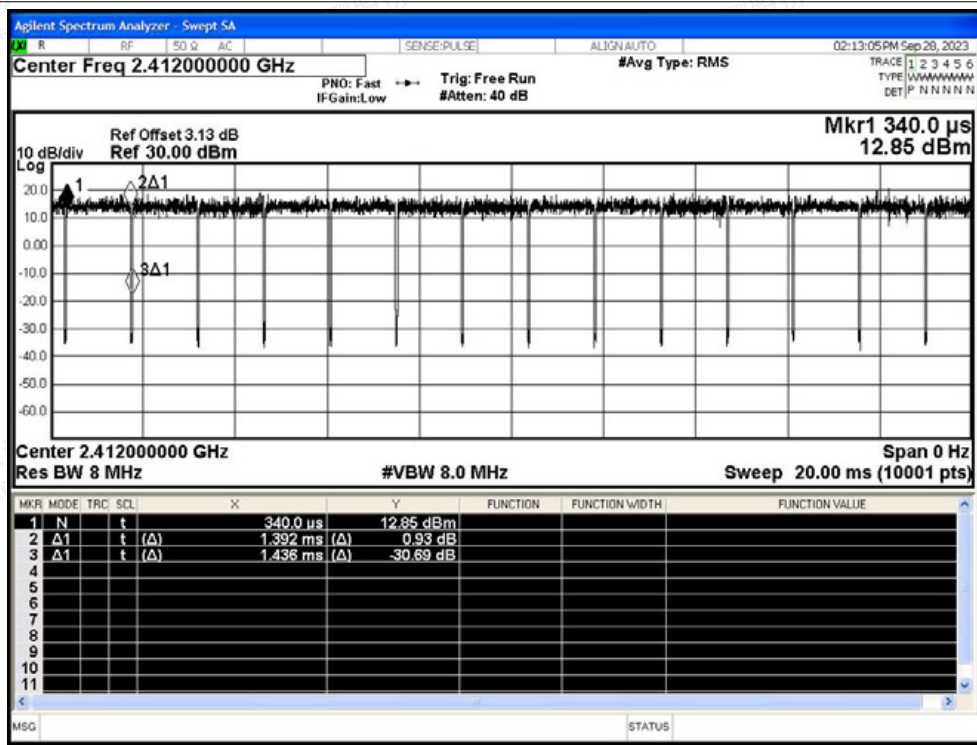 Agilent Spectrum Analyzer - Swept SA
LXI R RF 50 Ω AC SENSE:PULSE ALIGN AUTO 02:13:05 PM Sep 28, 2023
Center Freq 2.412000000 GHz
PNO: Fast
IFGain:Low
Trig: Free Run
#Atten: 40 dB
#Avg Type: RMS
TRACE 1 2 3 4 5 6
TYPE WWWWWW
DET P N N N N N
Ref Offset 3.13 dB
10 dB/div Ref 30.00 dBm
Log
Mkr1 340.0 µs
12.85 dBm
1
2Δ1
3Δ1
20.0
10.0
0.00
-10.0
-20.0
-30.0
-40.0
-50.0
-60.0
Center 2.412000000 GHz Span 0 Hz
Res BW 8 MHz #VBW 8.0 MHz Sweep 20.00 ms (10001 pts)
MKR MODE TRC SCL X Y FUNCTION FUNCTION WIDTH FUNCTION VALUE
1 N t 340.0 µs 12.85 dBm
2 Δ1 t (Δ) 1.392 ms (Δ) 0.93 dB
3 Δ1 t (Δ) 1.436 ms (Δ) -30.69 dB
4
5
6
7
8
9
10
11
MSG STATUS